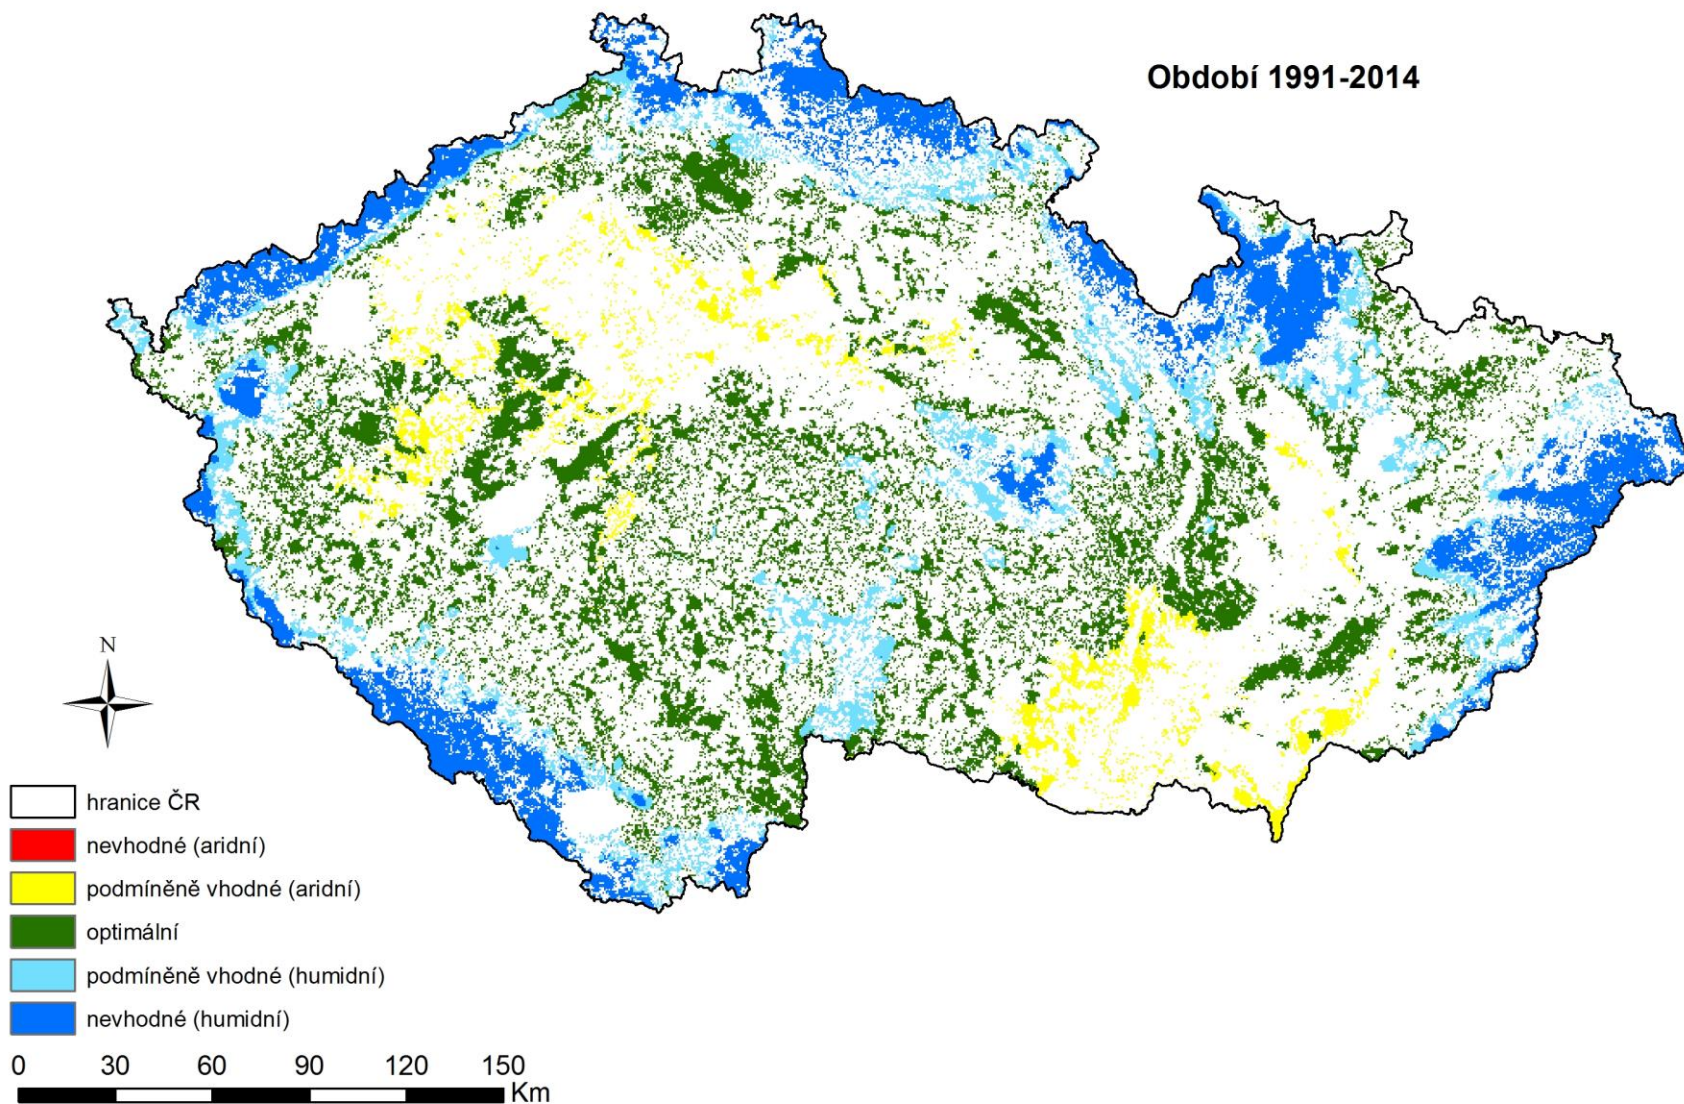 Období 1991-2014
N
hranice ČR
nevhodné (aridní)
podmíněně vhodné (aridní)
optimální
podmíněně vhodné (humidní)
nevhodné (humidní)
0 30 60 90 120 150
Km